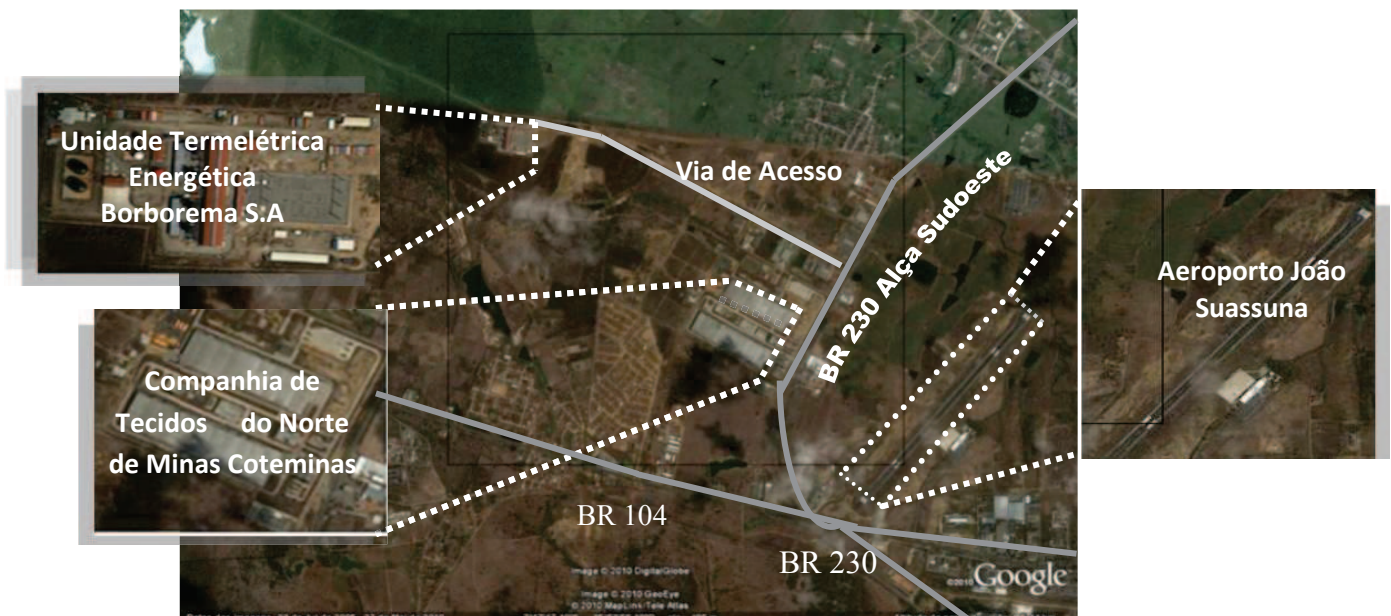 Unidade Termelétrica
Energética
Borborema S.A
Via de Acesso
BR 230 Alça Sudoeste
Aeroporto João
Suassuna
Companhia de
Tecidos do Norte
de Minas Coteminas
BR 104
BR 230
Image © 2010 DigitalGlobe
Image © 2010 GeoEye
© 2010 MapLink/Tele Atlas
©2010 Google